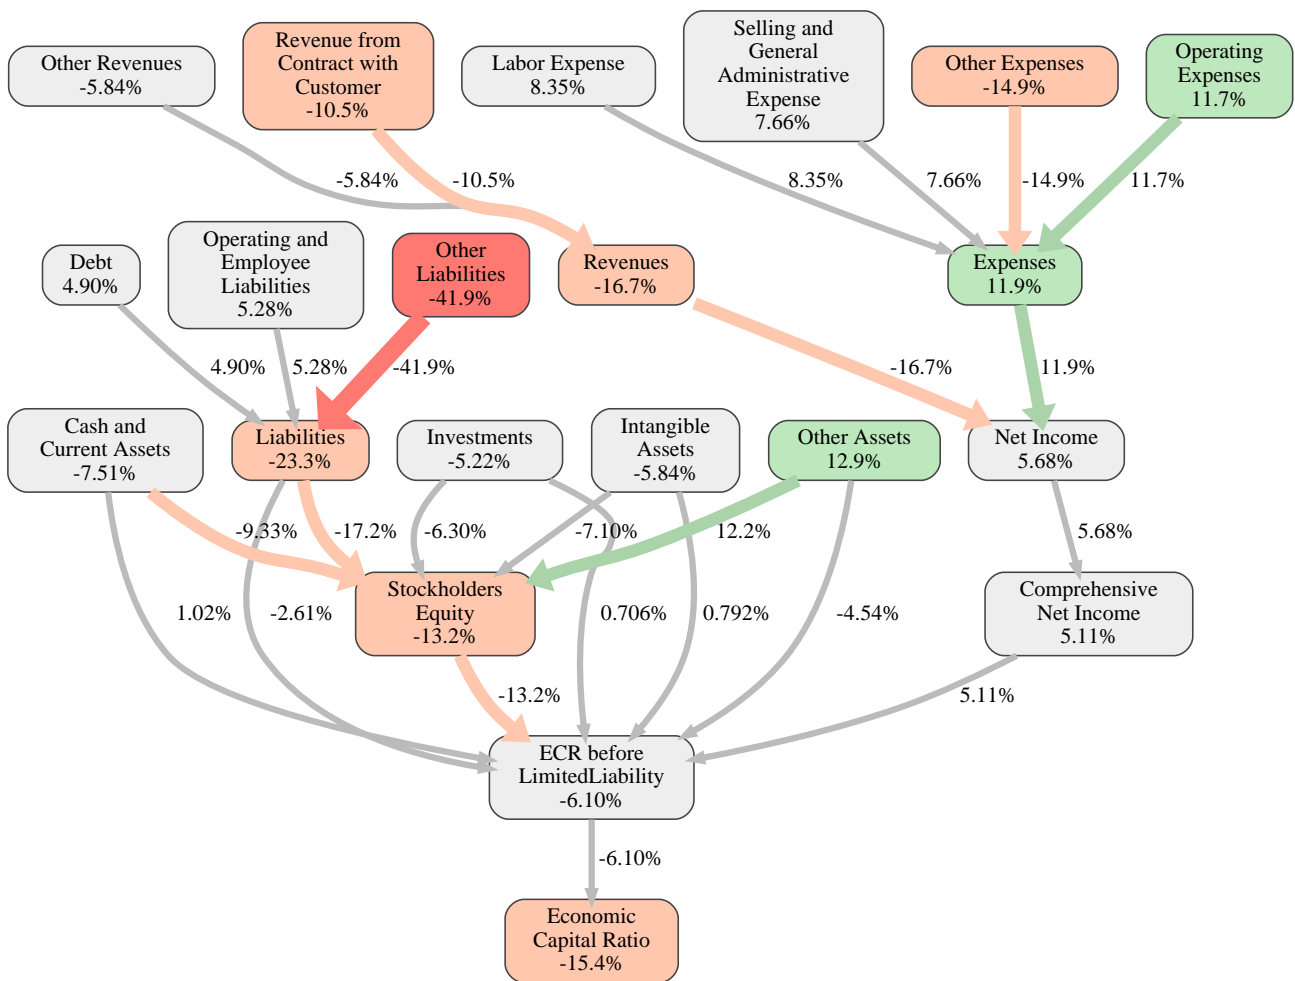 Other Revenues
-5.84%
Revenue from
Contract with
Customer
-10.5%
Labor Expense
8.35%
Selling and
General
Administrative
Expense
7.66%
Other Expenses
-14.9%
Operating
Expenses
11.7%
-5.84%
-10.5%
8.35%
7.66%
-14.9%
11.7%
Debt
4.90%
Operating and
Employee
Liabilities
5.28%
Other
Liabilities
-41.9%
Revenues
-16.7%
Expenses
11.9%
4.90%
5.28%
-41.9%
-16.7%
11.9%
Cash and
Current Assets
-7.51%
Liabilities
-23.3%
Investments
-5.22%
Intangible
Assets
-5.84%
Other Assets
12.9%
Net Income
5.68%
-9.33%
-17.2%
-6.30%
-7.10%
12.2%
5.68%
Stockholders
Equity
-13.2%
Comprehensive
Net Income
5.11%
1.02%
-2.61%
0.706%
0.792%
-4.54%
-13.2%
5.11%
ECR before
LimitedLiability
-6.10%
-6.10%
Economic
Capital Ratio
-15.4%